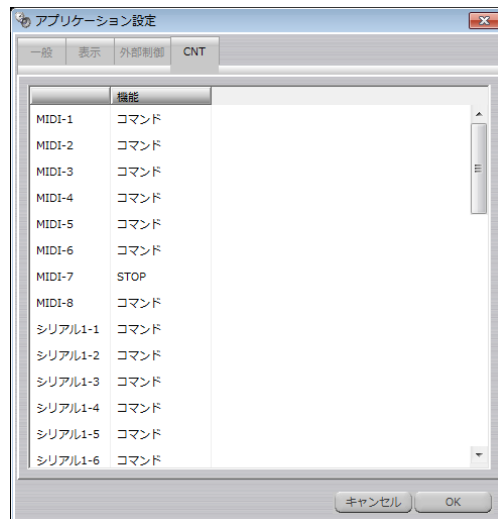 アプリケーション設定
一般 表示 外部制御 CNT
機能
MIDI-1 コマンド
MIDI-2 コマンド
MIDI-3 コマンド
MIDI-4 コマンド
MIDI-5 コマンド
MIDI-6 コマンド
MIDI-7 STOP
MIDI-8 コマンド
シリアル1-1 コマンド
シリアル1-2 コマンド
シリアル1-3 コマンド
シリアル1-4 コマンド
シリアル1-5 コマンド
シリアル1-6 コマンド
キャンセル OK